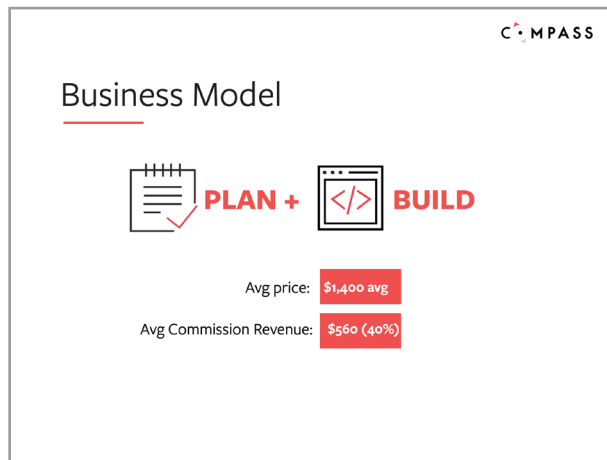 COMPASS
Business Model
PLAN +
</>
BUILD
Avg price: $1,400 avg
Avg Commission Revenue: $560 (40%)